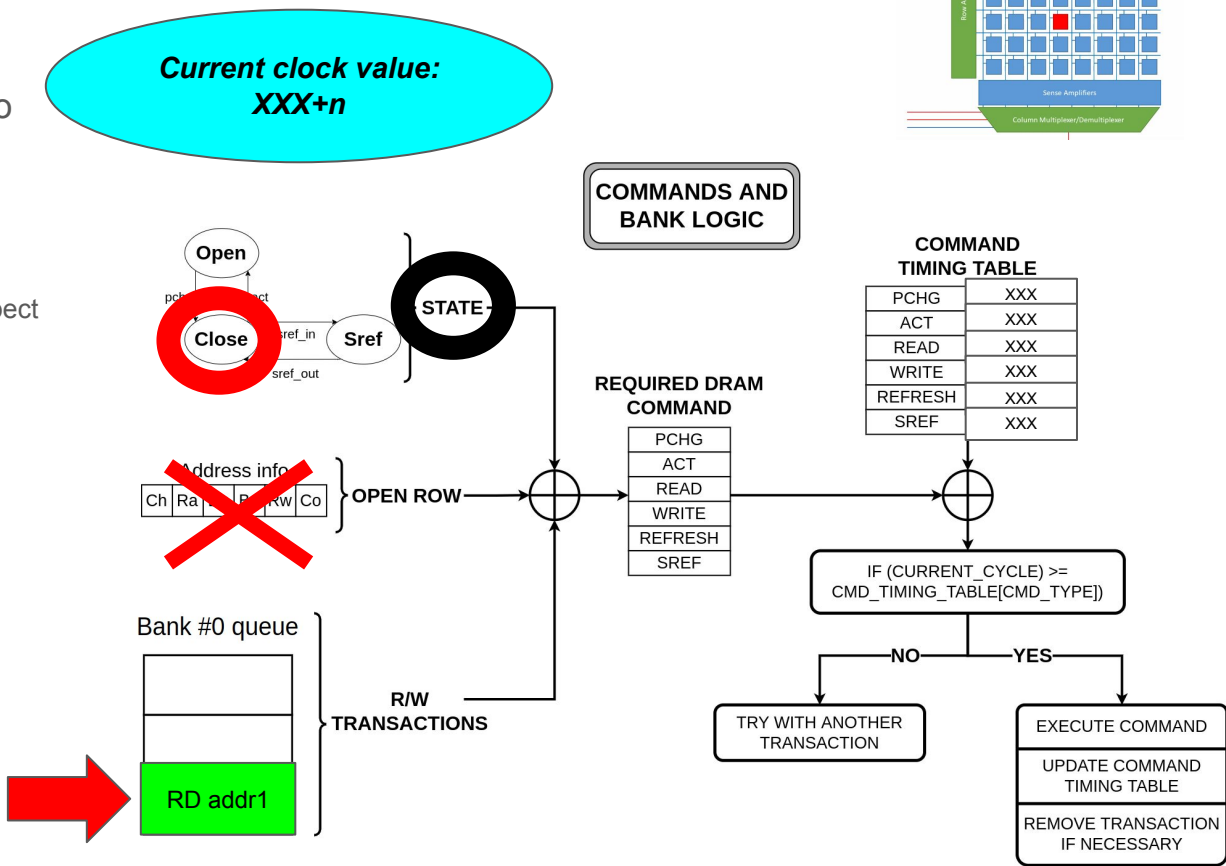 Current clock value:
XXX+n
Row A
Sense Amplifiers
Column Multiplexer/Demultiplexer
COMMANDS AND
BANK LOGIC
Open
Close
Sref
sref_out
STATE
COMMAND
TIMING TABLE
PCHG XXX
ACT XXX
READ XXX
WRITE XXX
REFRESH XXX
SREF XXX
REQUIRED DRAM
COMMAND
PCHG
ACT
READ
WRITE
REFRESH
SREF
Address info
Ch Ra Rw Co
OPEN ROW
IF (CURRENT_CYCLE) >=
CMD_TIMING_TABLE[CMD_TYPE])
NO
YES
Bank #0 queue
RD addr1
R/W
TRANSACTIONS
TRY WITH ANOTHER
TRANSACTION
EXECUTE COMMAND
UPDATE COMMAND
TIMING TABLE
REMOVE TRANSACTION
IF NECESSARY